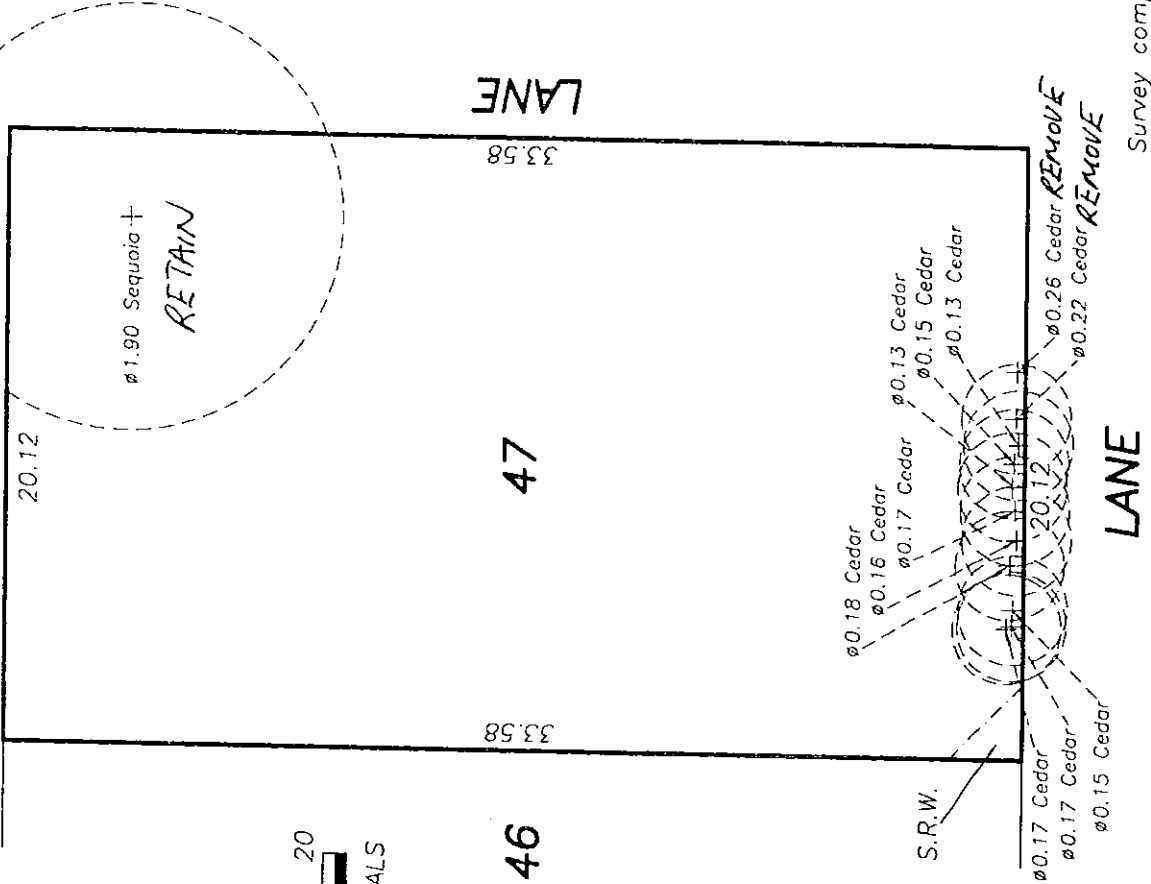 20.12
ø1.90 Sequoia
RETAIN
LANE
33.58
47
33.58
46
20
ALS
ø0.13 Cedar
ø0.15 Cedar
ø0.13 Cedar
ø0.18 Cedar
ø0.16 Cedar
ø0.17 Cedar
20.12
ø0.26 Cedar REMOVE
ø0.22 Cedar REMOVE
S.R.W.
ø0.17 Cedar
ø0.17 Cedar
ø0.15 Cedar
LANE
Survey com